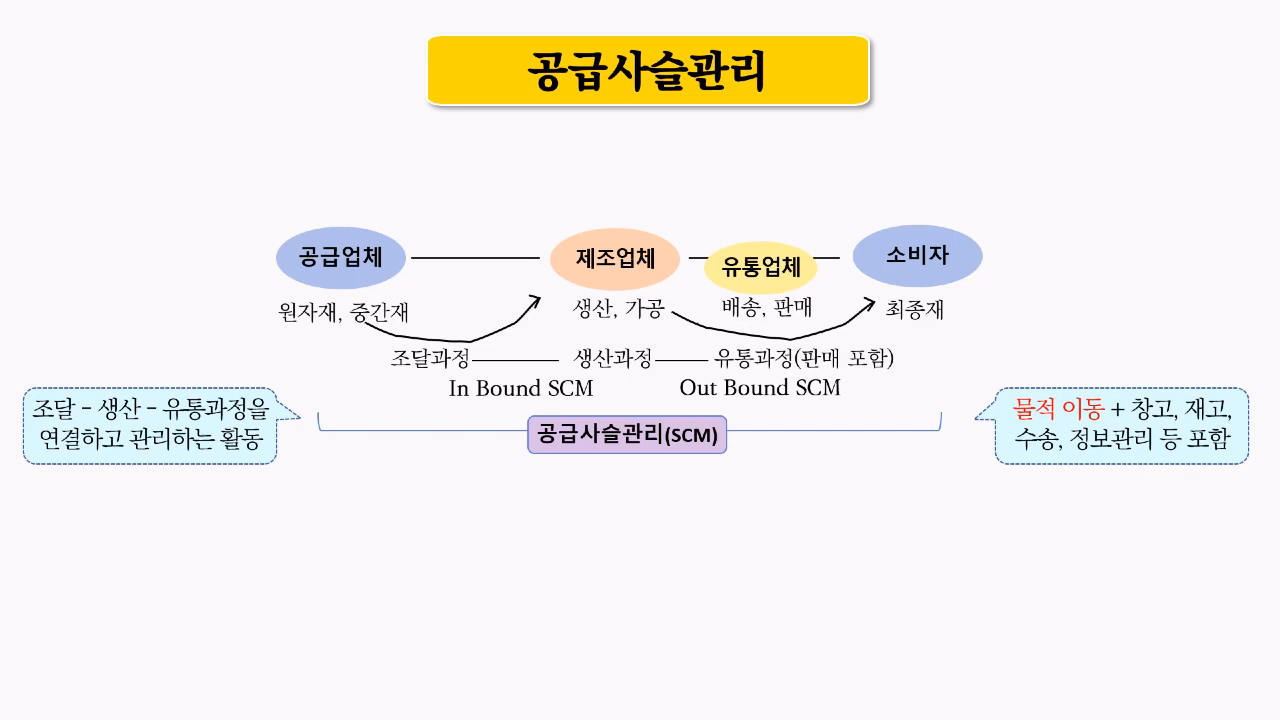 공급사슬관리
공급업체
제조업체
유통업체
소비자
원자재, 중간재
생산, 가공
배송, 판매
최종재
조달과정
생산과정
유통과정(판매 포함)
In Bound SCM
Out Bound SCM
조달 - 생산 - 유통과정을
연결하고 관리하는 활동
공급사슬관리(SCM)
물적 이동 + 창고, 재고,
수송, 정보관리 등 포함